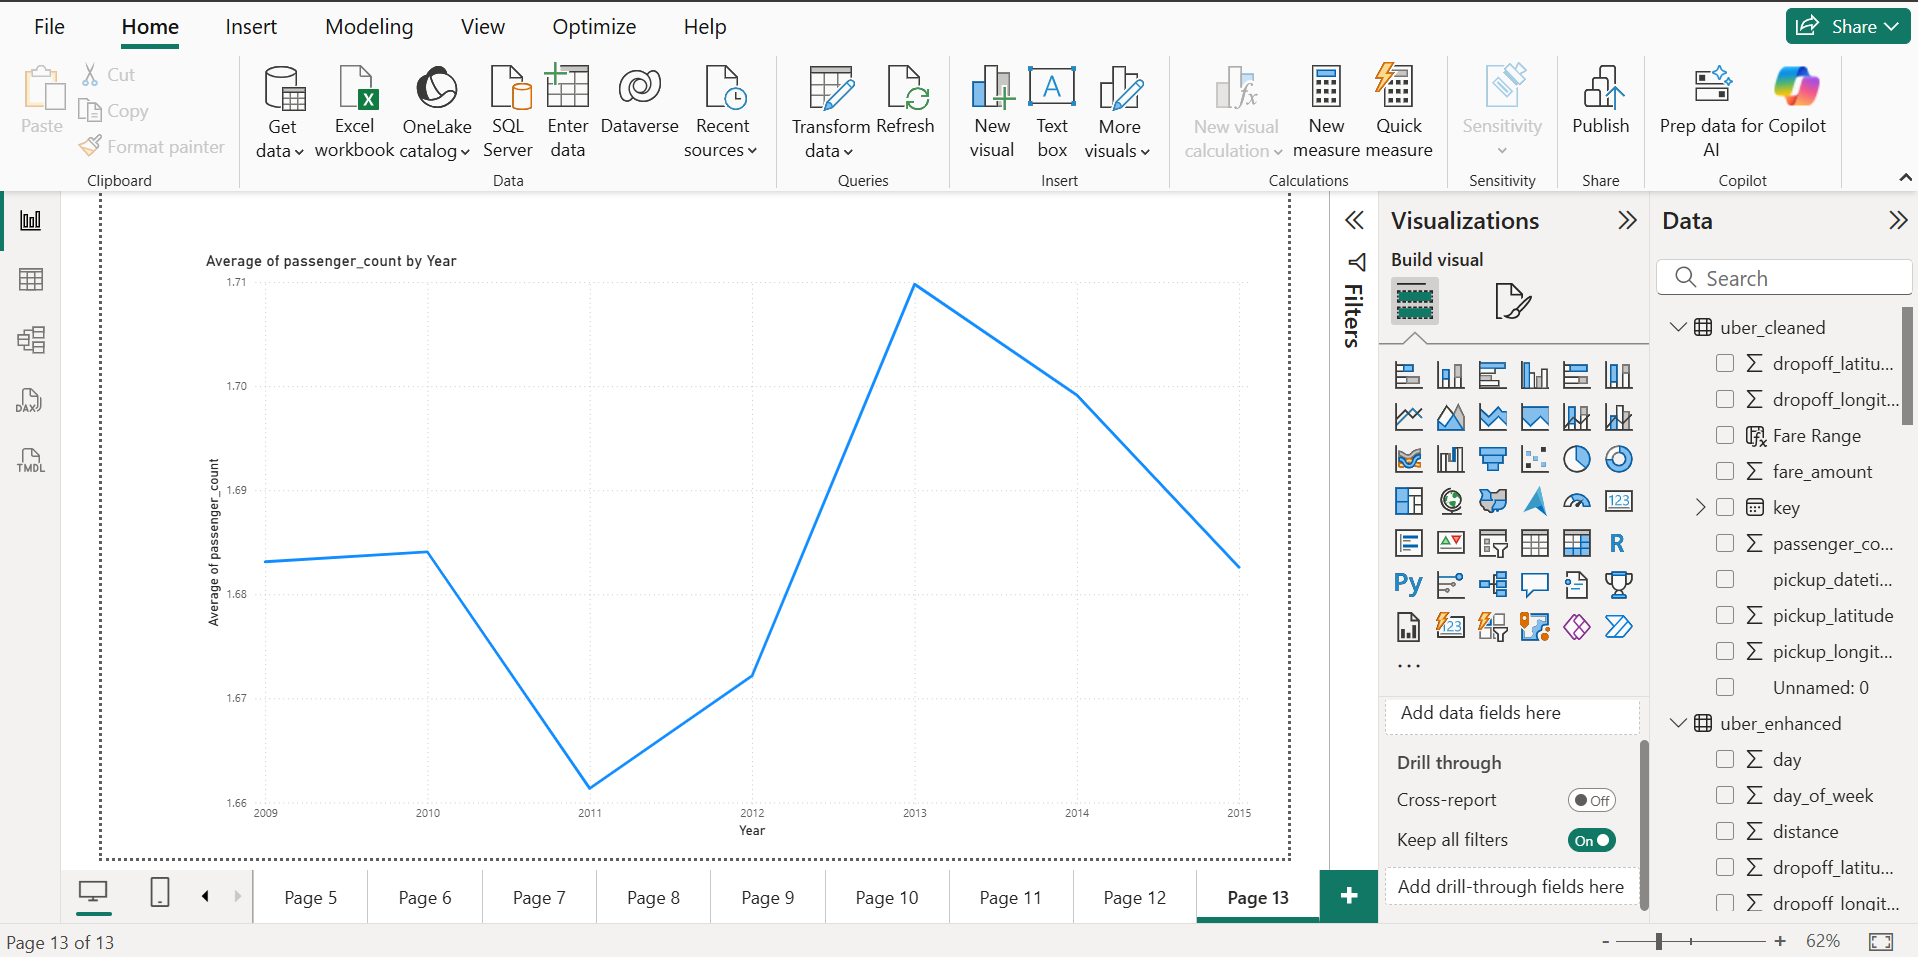 File Home Insert Modeling View Optimize Help
Share
Paste
Cut
Copy
Format painter
Clipboard
Get data
Excel workbook
OneLake catalog
SQL Server
Enter data
Dataverse
Recent sources
Data
Transform data
Refresh
Queries
New visual
Text box
More visuals
Insert
New visual calculation
New measure
Quick measure
Calculations
Sensitivity
Sensitivity
Publish
Share
Prep data for AI
Copilot
Copilot
DAX
TMDL
Average of passenger_count by Year
Average of passenger_count
1.71
1.70
1.69
1.68
1.67
1.66
2009 2010 2011 2012 2013 2014 2015
Year
Filters
Visualizations
Build visual
123
R
Py
123
...
Add data fields here
Drill through
Cross-report
Off
Keep all filters
On
Add drill-through fields here
Data
Search
uber_cleaned
dropoff_latitu...
dropoff_longit...
Fare Range
fare_amount
key
passenger_co...
pickup_dateti...
pickup_latitude
pickup_longit...
Unnamed: 0
uber_enhanced
day
day_of_week
distance
dropoff_latitu...
dropoff_longit...
Page 5 Page 6 Page 7 Page 8 Page 9 Page 10 Page 11 Page 12 Page 13
+
Page 13 of 13
- + 62%